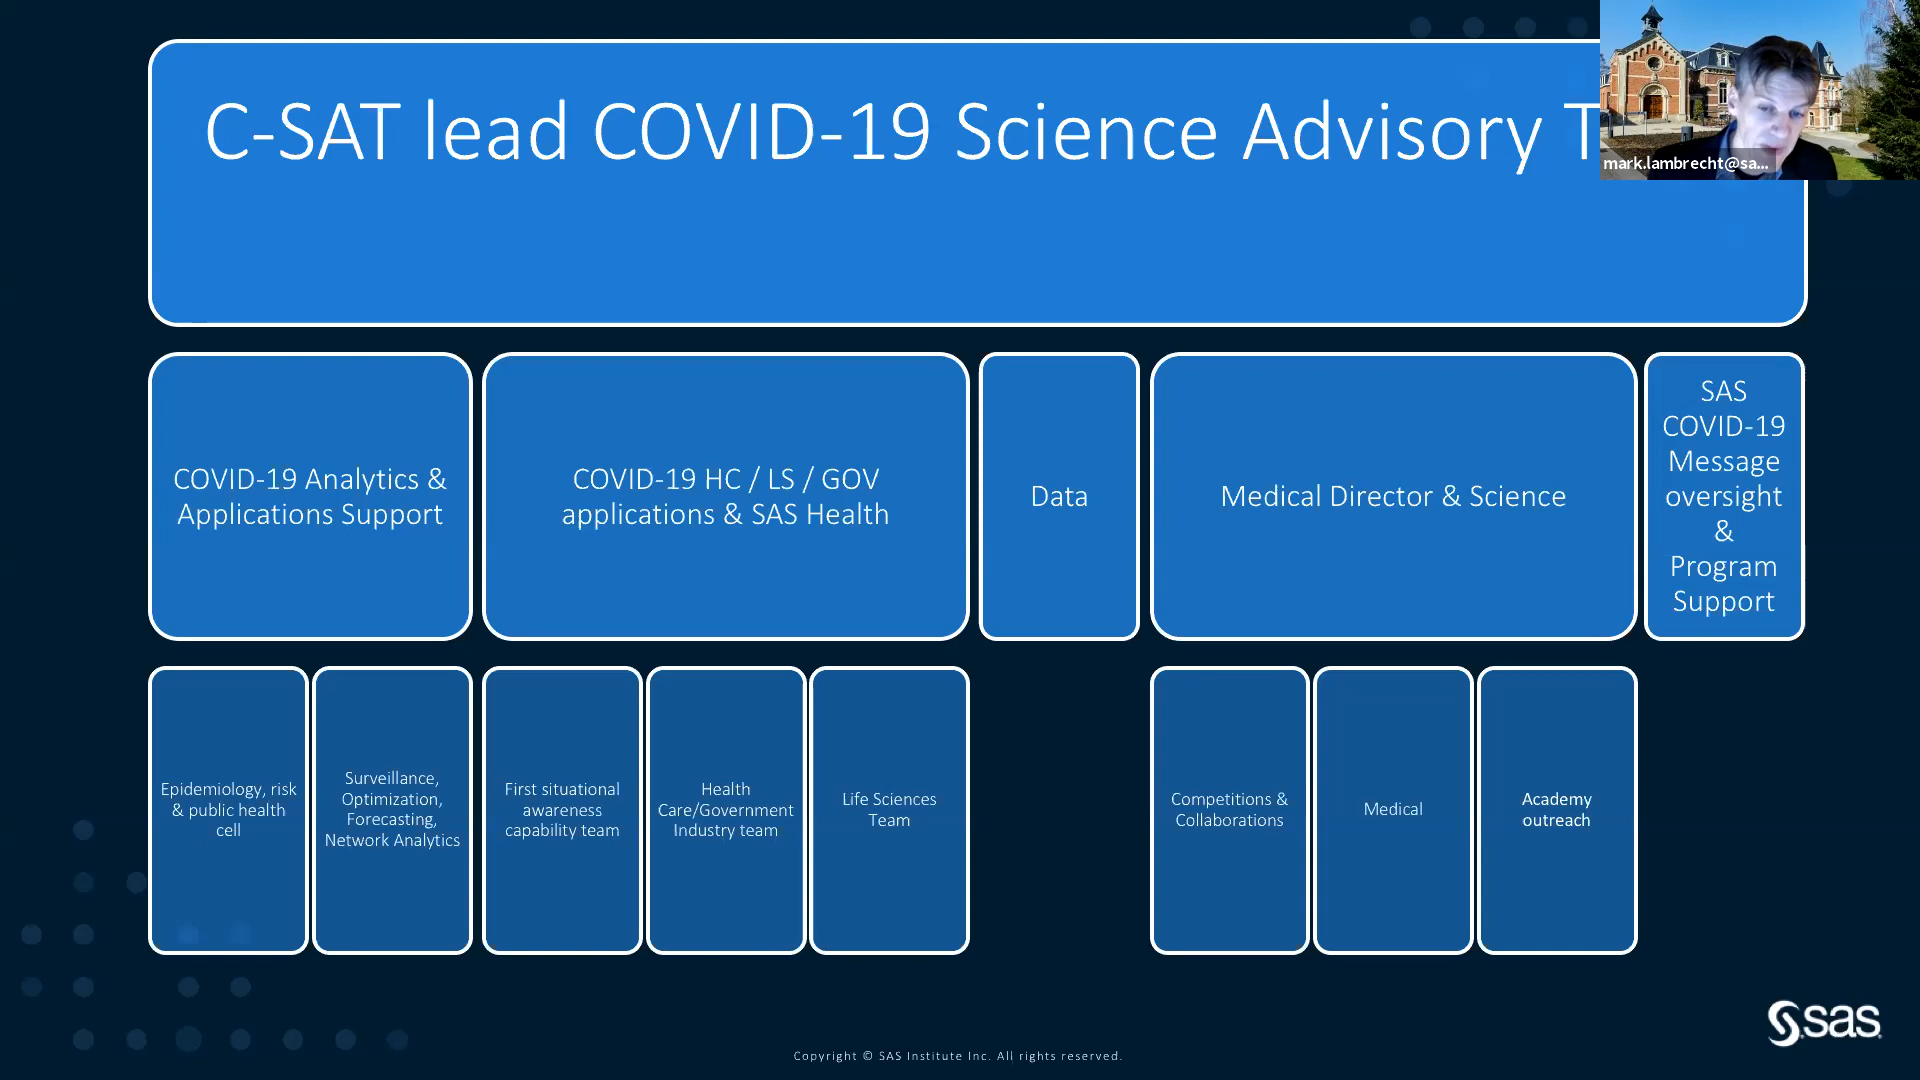 C-SAT lead COVID-19 Science Advisory
mark.lambrecht@sa...
COVID-19 Analytics &
Applications Support
COVID-19 HC / LS / GOV
applications & SAS Health
Data
Medical Director & Science
SAS
COVID-19
Message
oversight
&
Program
Support
Epidemiology, risk
& public health
cell
Surveillance,
Optimization,
Forecasting,
Network Analytics
First situational
awareness
capability team
Health
Care/Government
Industry team
Life Sciences
Team
Competitions &
Collaborations
Medical
Academy
outreach
sas
Copyright © SAS Institute Inc. All rights reserved.